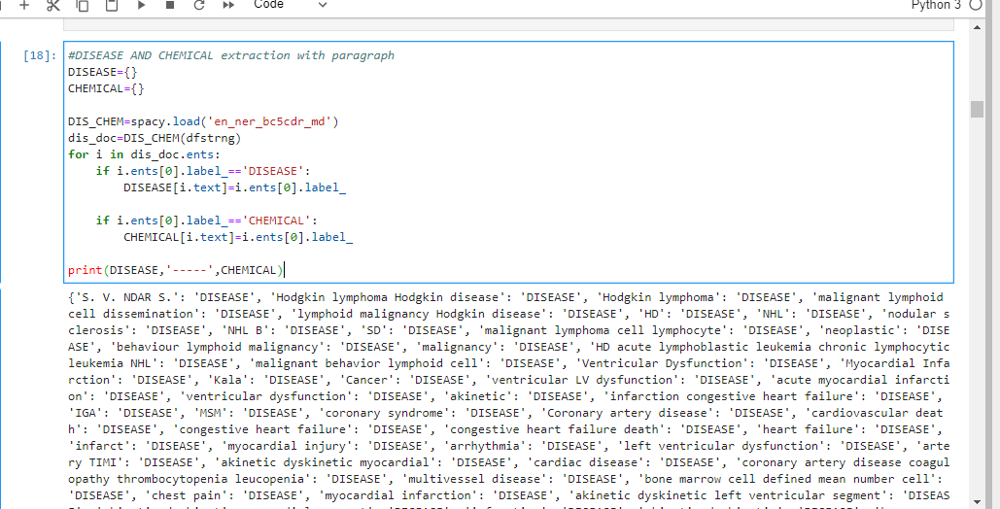 Code
Python 3
[18]:
#DISEASE AND CHEMICAL extraction with paragraph
DISEASE={}
CHEMICAL={}
DIS_CHEM=spacy.load('en_ner_bc5cdr_md')
dis_doc=DIS_CHEM(dfstrng)
for i in dis_doc.ents:
if i.ents[0].label_=='DISEASE':
DISEASE[i.text]=i.ents[0].label_
if i.ents[0].label_=='CHEMICAL':
CHEMICAL[i.text]=i.ents[0].label_
print(DISEASE,'-----',CHEMICAL)
{'S. V. NDAR S.': 'DISEASE', 'Hodgkin lymphoma Hodgkin disease': 'DISEASE', 'Hodgkin lymphoma': 'DISEASE', 'malignant lymphoid
cell dissemination': 'DISEASE', 'lymphoid malignancy Hodgkin disease': 'DISEASE', 'HD': 'DISEASE', 'NHL': 'DISEASE', 'nodular s
clerosis': 'DISEASE', 'NHL B': 'DISEASE', 'SD': 'DISEASE', 'malignant lymphoma cell lymphocyte': 'DISEASE', 'neoplastic': 'DISE
ASE', 'behaviour lymphoid malignancy': 'DISEASE', 'malignancy': 'DISEASE', 'HD acute lymphoblastic leukemia chronic lymphocytic
leukemia NHL': 'DISEASE', 'malignant behavior lymphoid cell': 'DISEASE', 'Ventricular Dysfunction': 'DISEASE', 'Myocardial Infa
rction': 'DISEASE', 'Kala': 'DISEASE', 'Cancer': 'DISEASE', 'ventricular LV dysfunction': 'DISEASE', 'acute myocardial infarcti
on': 'DISEASE', 'ventricular dysfunction': 'DISEASE', 'akinetic': 'DISEASE', 'infarction congestive heart failure': 'DISEASE',
'IGA': 'DISEASE', 'MSM': 'DISEASE', 'coronary syndrome': 'DISEASE', 'Coronary artery disease': 'DISEASE', 'cardiovascular deat
h': 'DISEASE', 'congestive heart failure': 'DISEASE', 'congestive heart failure death': 'DISEASE', 'heart failure': 'DISEASE',
'infarct': 'DISEASE', 'myocardial injury': 'DISEASE', 'arrhythmia': 'DISEASE', 'left ventricular dysfunction': 'DISEASE', 'arte
ry TIMI': 'DISEASE', 'akinetic dyskinetic myocardial': 'DISEASE', 'cardiac disease': 'DISEASE', 'coronary artery disease coagul
opathy thrombocytopenia leucopenia': 'DISEASE', 'multivessel disease': 'DISEASE', 'bone marrow cell defined mean number cell':
'DISEASE', 'chest pain': 'DISEASE', 'myocardial infarction': 'DISEASE', 'akinetic dyskinetic left ventricular segment': 'DISEAS